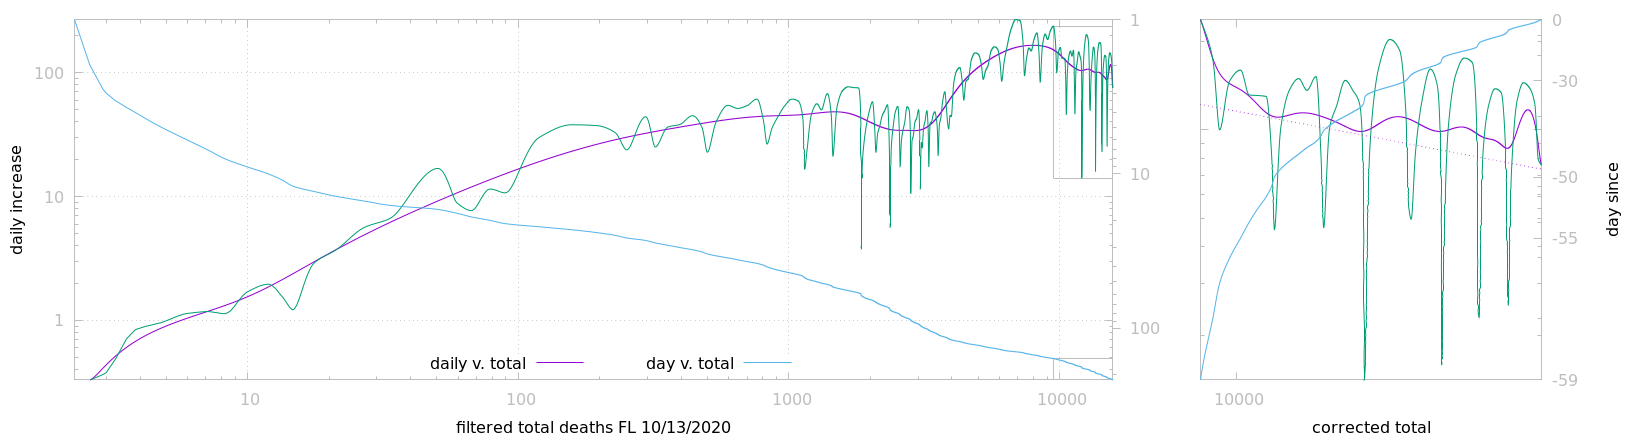 daily increase
100
10
1
10
100
1000
10000
1
10
100
daily v. total
day v. total
filtered total deaths FL 10/13/2020
0
-30
-50
-55
-59
day since
10000
corrected total